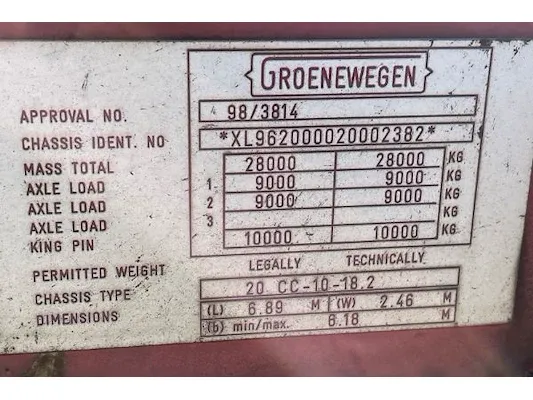 GROENEWEGEN
APPROVAL NO. 98/3814
CHASSIS IDENT. NO *XL962000020002382*
MASS TOTAL 28000 28000 KG
AXLE LOAD 1 9000 9000 KG
AXLE LOAD 2 9000 9000 KG
AXLE LOAD 3 KG
KING PIN 10000 10000 KG
PERMITTED WEIGHT LEGALLY TECHNICALLY
CHASSIS TYPE 20 CC-10-18.2
DIMENSIONS (L) 6.89 M (W) 2.46 M
(b) min/max. 6.18 M